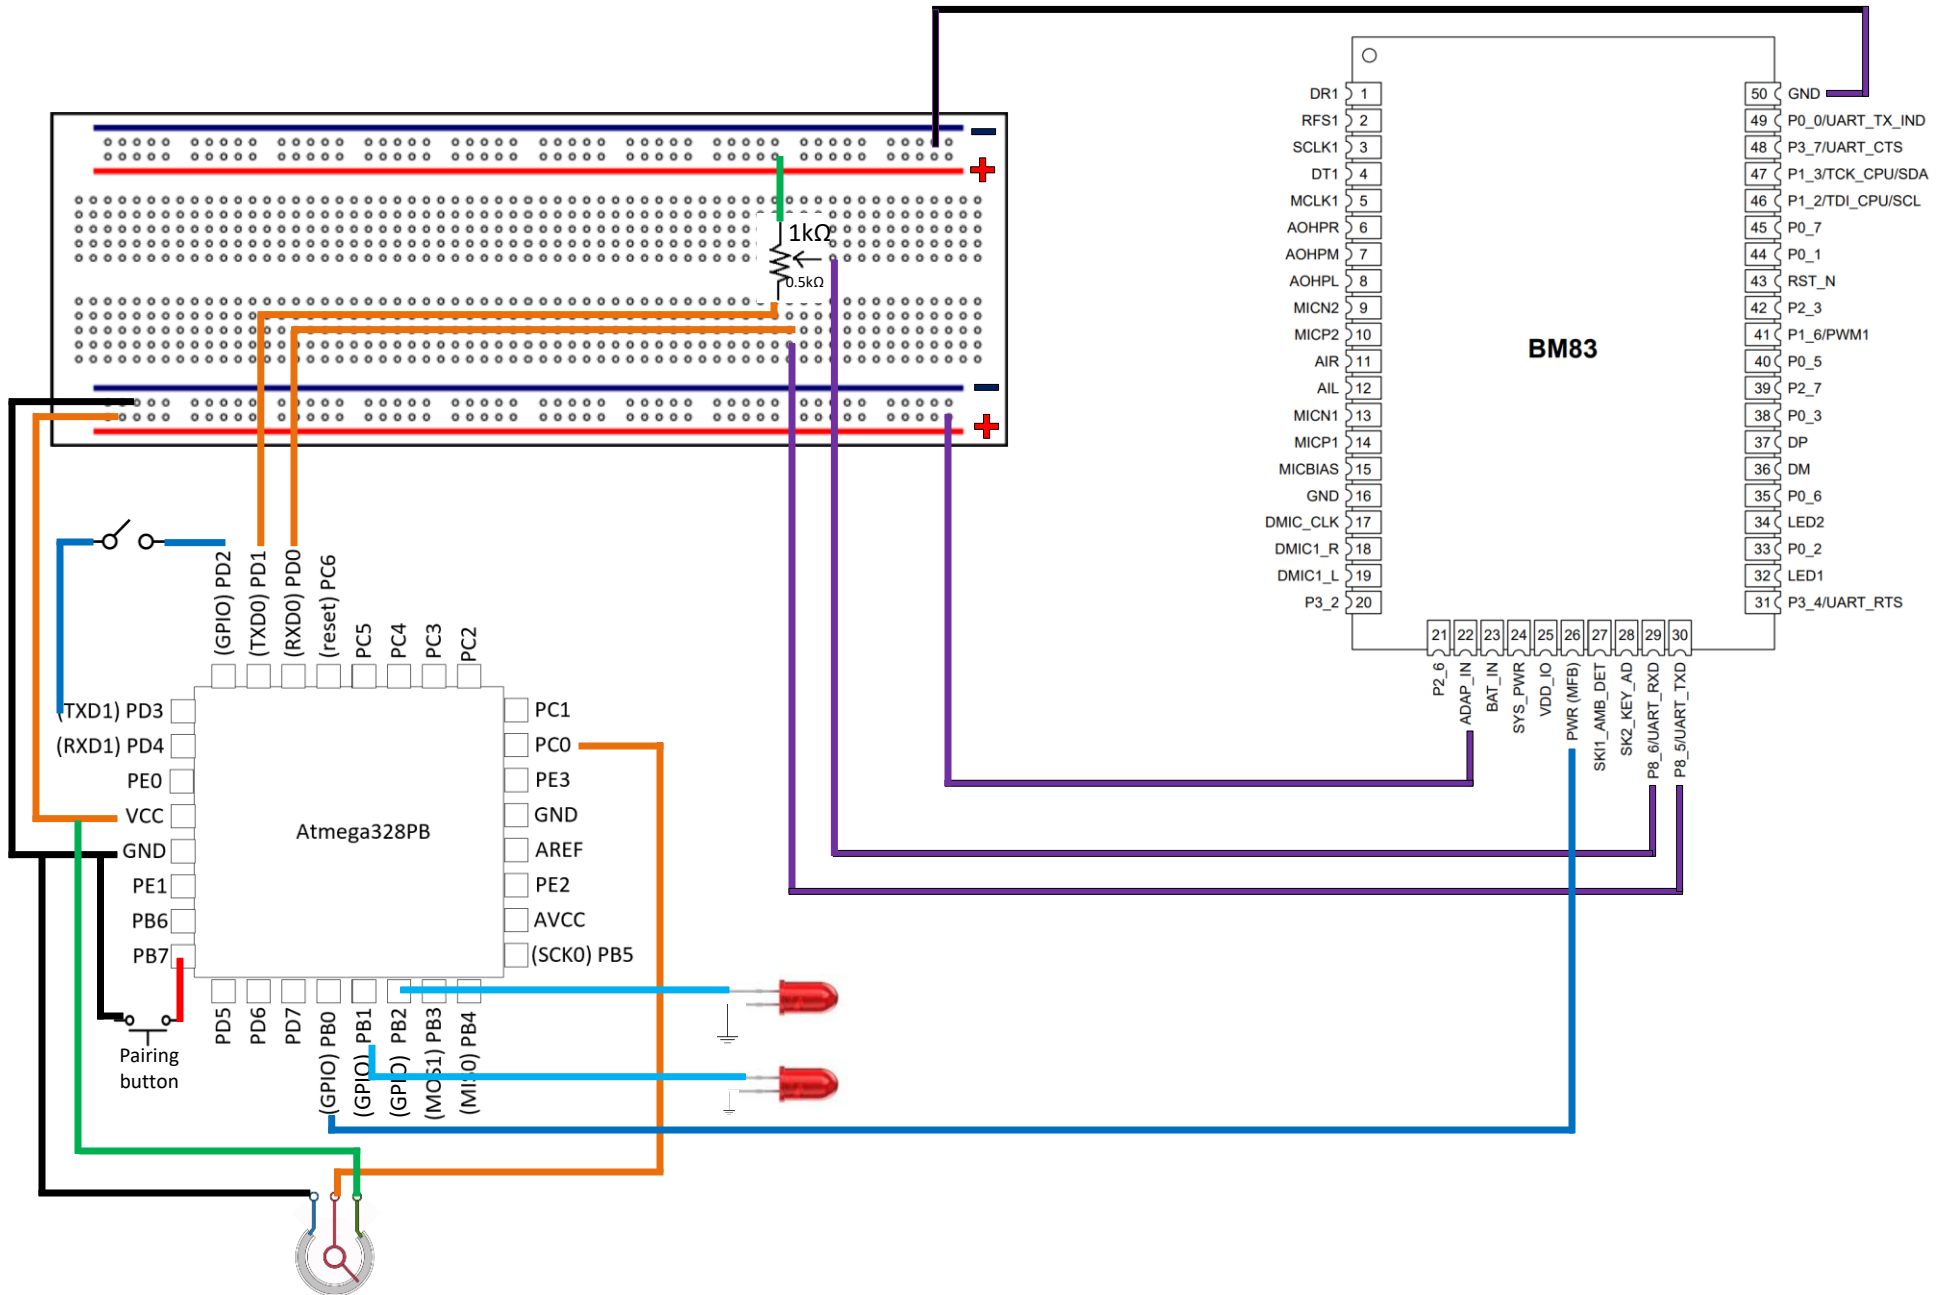 1kΩ
0.5kΩ
BM83
DR1 1
RFS1 2
SCLK1 3
DT1 4
MCLK1 5
AOHPR 6
AOHPM 7
AOHPL 8
MICN2 9
MICP2 10
AIR 11
AIL 12
MICN1 13
MICP1 14
MICBIAS 15
GND 16
DMIC_CLK 17
DMIC1_R 18
DMIC1_L 19
P3_2 20
21 P2_6
22 ADAP_IN
23 BAT_IN
24 SYS_PWR
25 VDD_IO
26 PWR (MFB)
27 SKI1_AMB_DET
28 SK2_KEY_AD
29 P8_6/UART_RXD
30 P8_5/UART_TXD
50 GND
49 P0_0/UART_TX_IND
48 P3_7/UART_CTS
47 P1_3/TCK_CPU/SDA
46 P1_2/TDI_CPU/SCL
45 P0_7
44 P0_1
43 RST_N
42 P2_3
41 P1_6/PWM1
40 P0_5
39 P2_7
38 P0_3
37 DP
36 DM
35 P0_6
34 LED2
33 P0_2
32 LED1
31 P3_4/UART_RTS
(GPIO) PD2
(TXD0) PD1
(RXD0) PD0
(reset) PC6
PC5
PC4
PC3
PC2
(TXD1) PD3
(RXD1) PD4
PE0
VCC
GND
PE1
PB6
PB7
Atmega328PB
PC1
PC0
PE3
GND
AREF
PE2
AVCC
(SCK0) PB5
PD5
PD6
PD7
(GPIO) PB0
(GPIO) PB1
(GPIO) PB2
(MOS1) PB3
(MIS0) PB4
Pairing
button